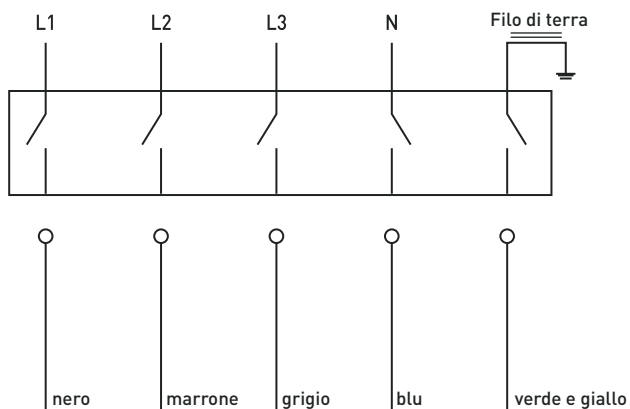 L1
L2
L3
N
Filo di terra
nero
marrone
grigio
blu
verde e giallo